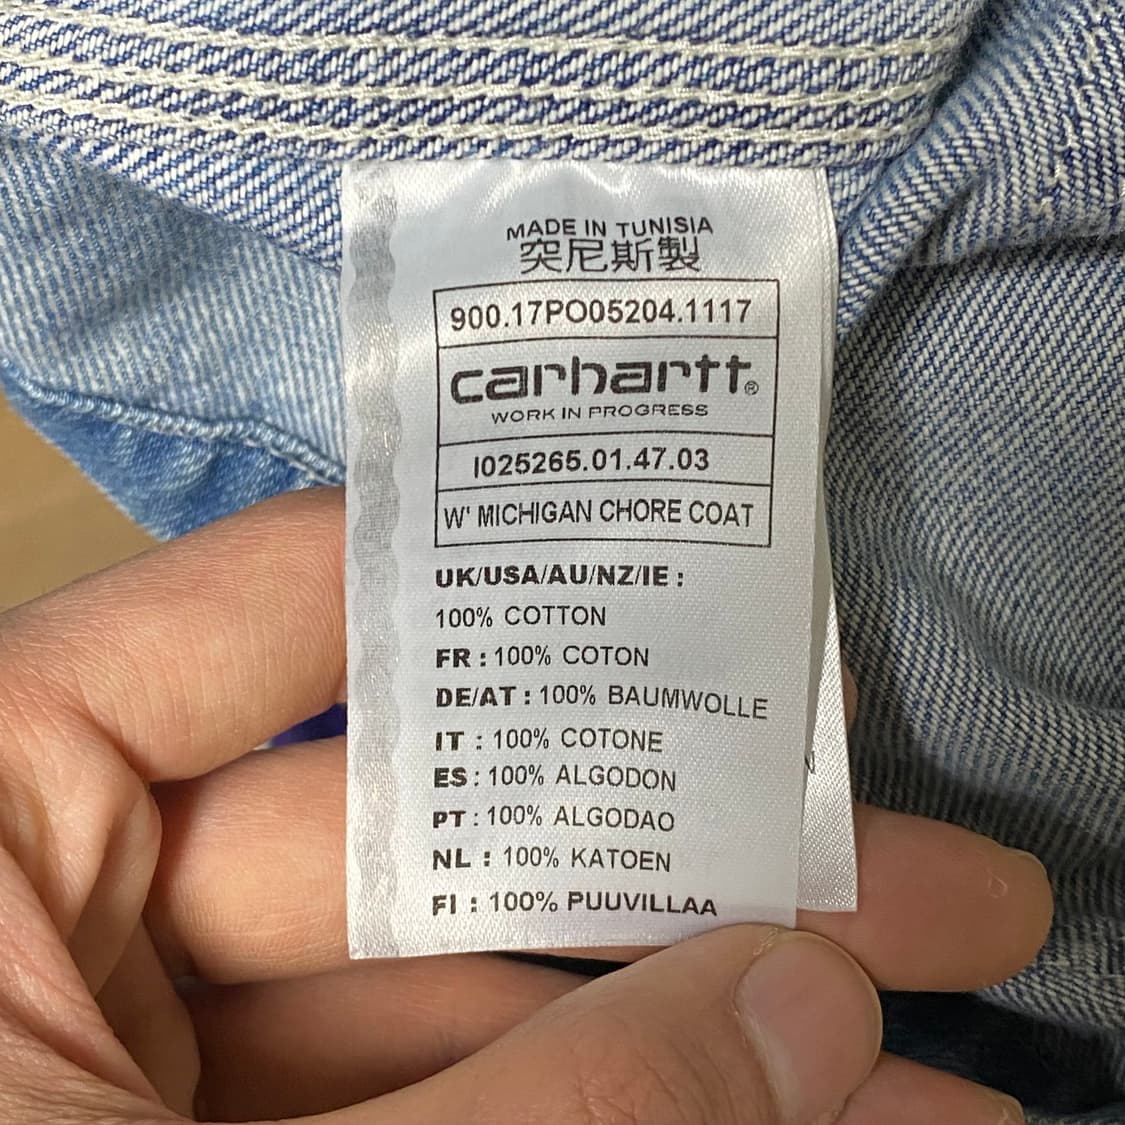 MADE IN TUNISIA
突尼斯製
900.17PO05204.1117
carhartt®
WORK IN PROGRESS
I025265.01.47.03
W' MICHIGAN CHORE COAT
UK/USA/AU/NZ/IE :
100% COTTON
FR : 100% COTON
DE/AT : 100% BAUMWOLLE
IT : 100% COTONE
ES : 100% ALGODON
PT : 100% ALGODAO
NL : 100% KATOEN
FI : 100% PUUVILLAA